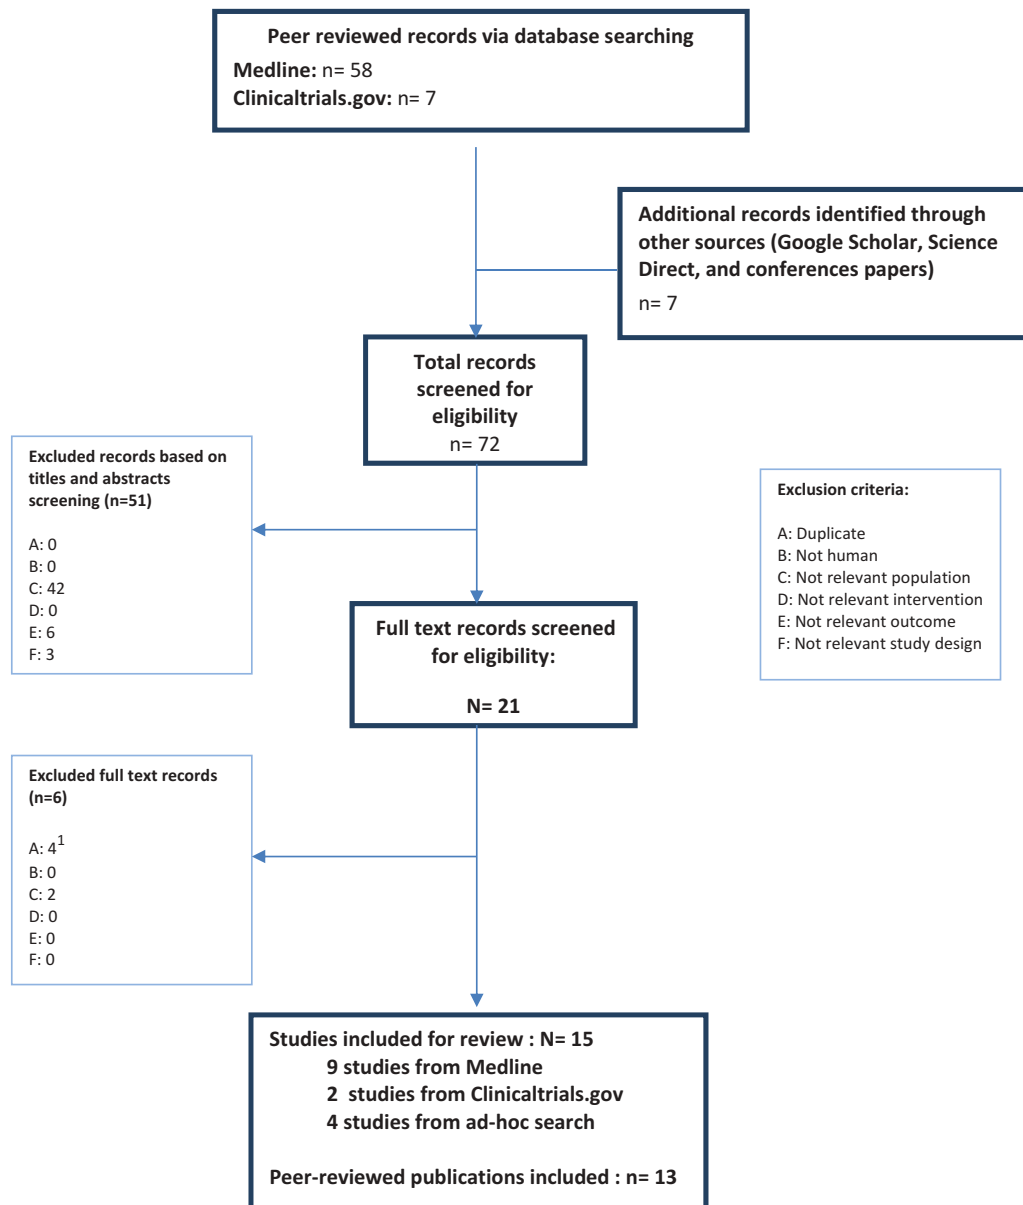 Peer reviewed records via database searching
Medline: n= 58
Clinicaltrials.gov: n= 7
Additional records identified through
other sources (Google Scholar, Science
Direct, and conferences papers)
n= 7
Total records
screened for
eligibility
n= 72
Excluded records based on
titles and abstracts
screening (n=51)
A: 0
B: 0
C: 42
D: 0
E: 6
F: 3
Exclusion criteria:
A: Duplicate
B: Not human
C: Not relevant population
D: Not relevant intervention
E: Not relevant outcome
F: Not relevant study design
Full text records screened
for eligibility:
N= 21
Excluded full text records
(n=6)
A: 4¹
B: 0
C: 2
D: 0
E: 0
F: 0
Studies included for review : N= 15
9 studies from Medline
2 studies from Clinicaltrials.gov
4 studies from ad-hoc search
Peer-reviewed publications included : n= 13